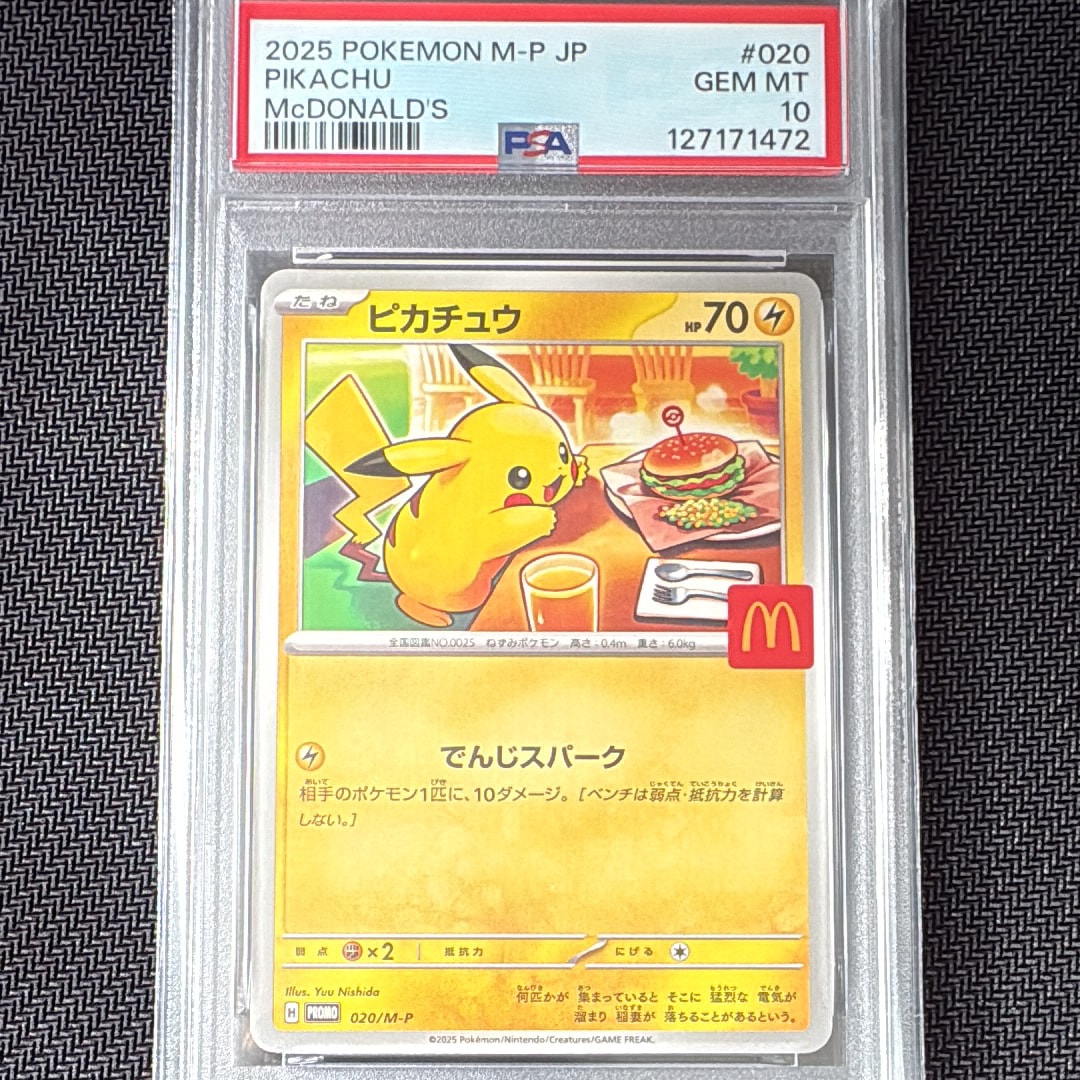 2025 POKEMON M-P JP #020
PIKACHU GEM MT
McDONALD'S 10
PSA 127171472
たね ピカチュウ HP70
全国図鑑NO.0025 ねずみポケモン 高さ:0.4m 重さ:6.0kg
でんじスパーク
相手のポケモン1匹に、10ダメージ。[ベンチは弱点・抵抗力を計算
しない。]
弱点 ×2 抵抗力 にげる
Illus. Yuu Nishida
何匹かが 集まっていると そこに 猛烈な 電気が
溜まり 稲妻が 落ちることがあるという。
H PROMO 020/M-P
©2025 Pokémon/Nintendo/Creatures/GAME FREAK.